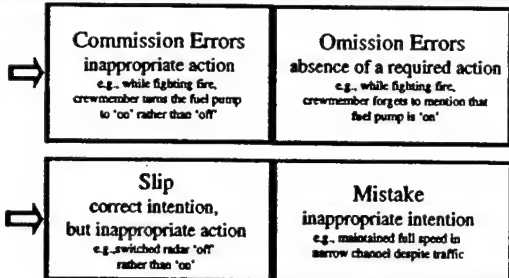 Commission Errors
inappropriate action
e.g., while fighting fire,
crewmember turns the fuel pump
to 'on' rather than 'off'
Omission Errors
absence of a required action
e.g., while fighting fire,
crewmember forgets to mention that
fuel pump is 'on'
Slip
correct intention,
but inappropriate action
e.g.,switched radar 'off'
rather than 'on'
Mistake
inappropriate intention
e.g., maintained full speed in
narrow channel despite traffic